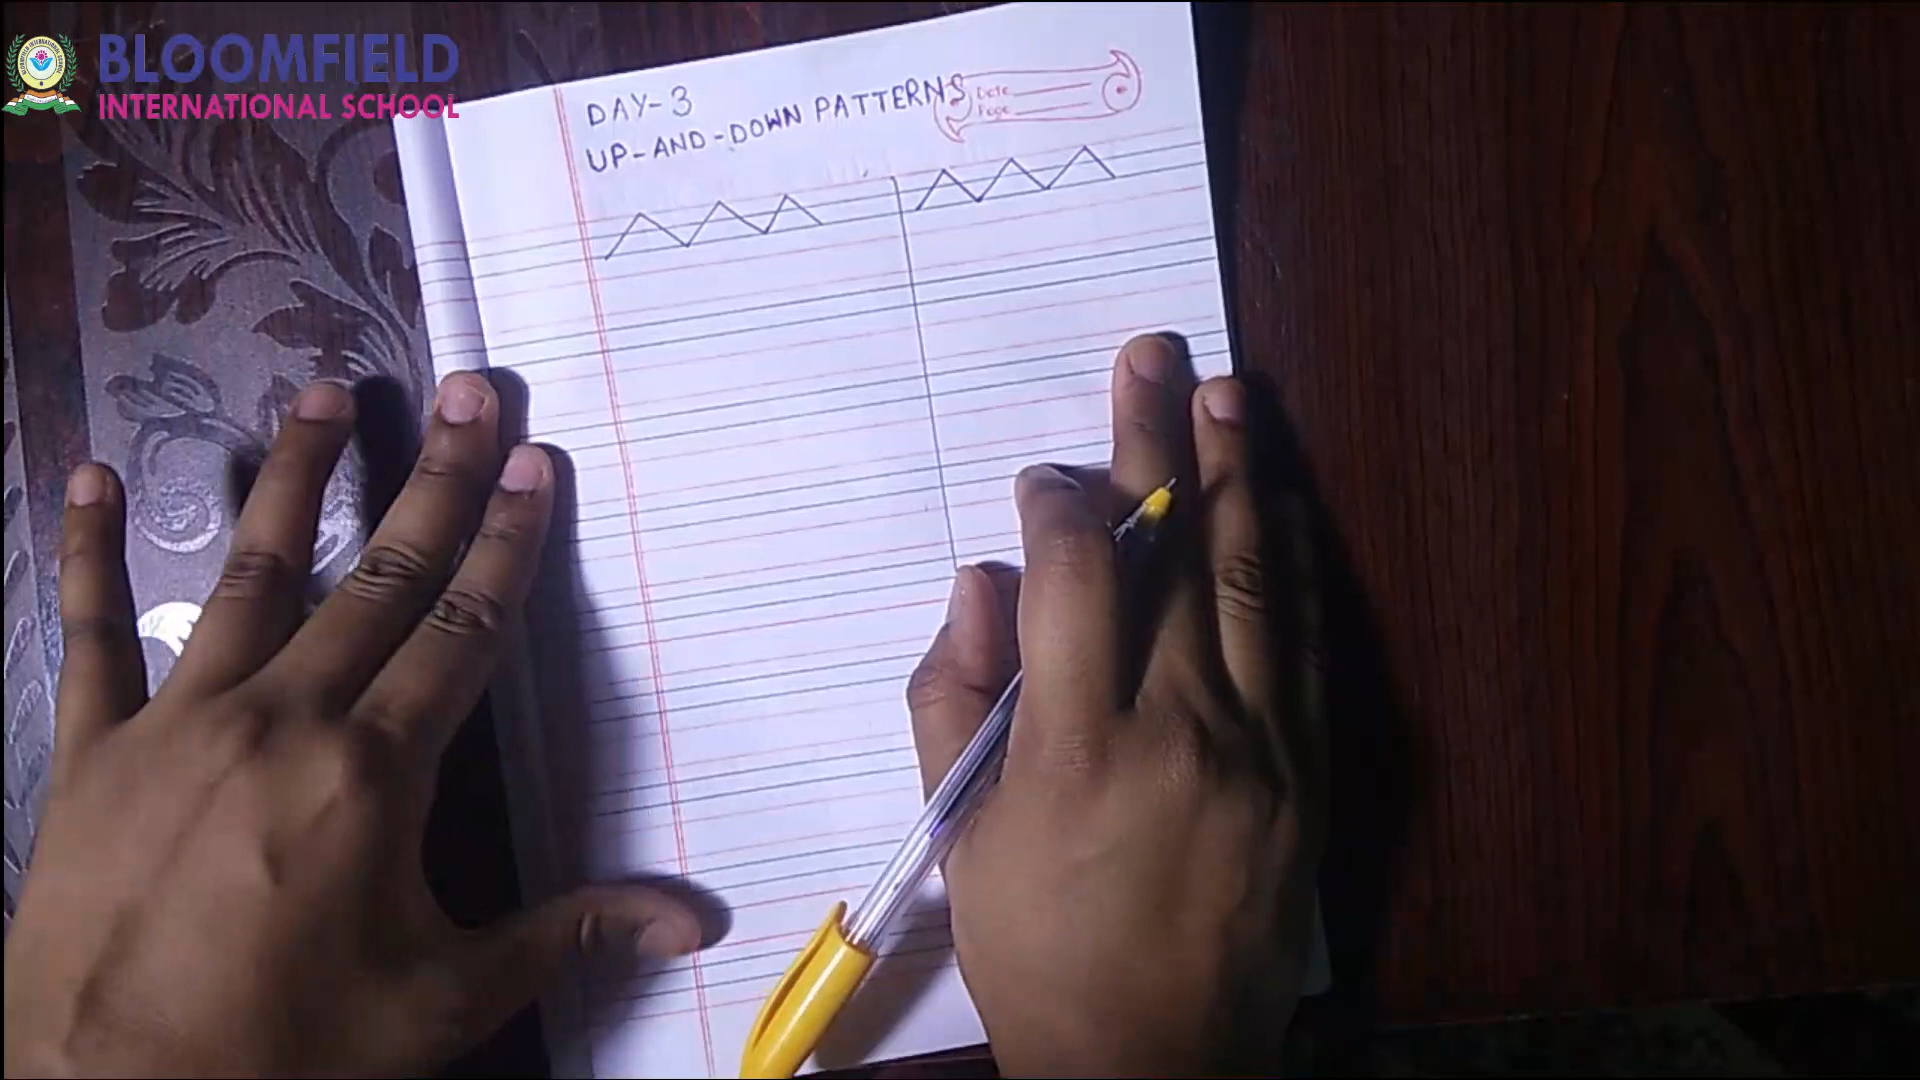 BLOOMFIELD
INTERNATIONAL SCHOOL
DAY-3
UP-AND-DOWN PATTERNS
Date
Page